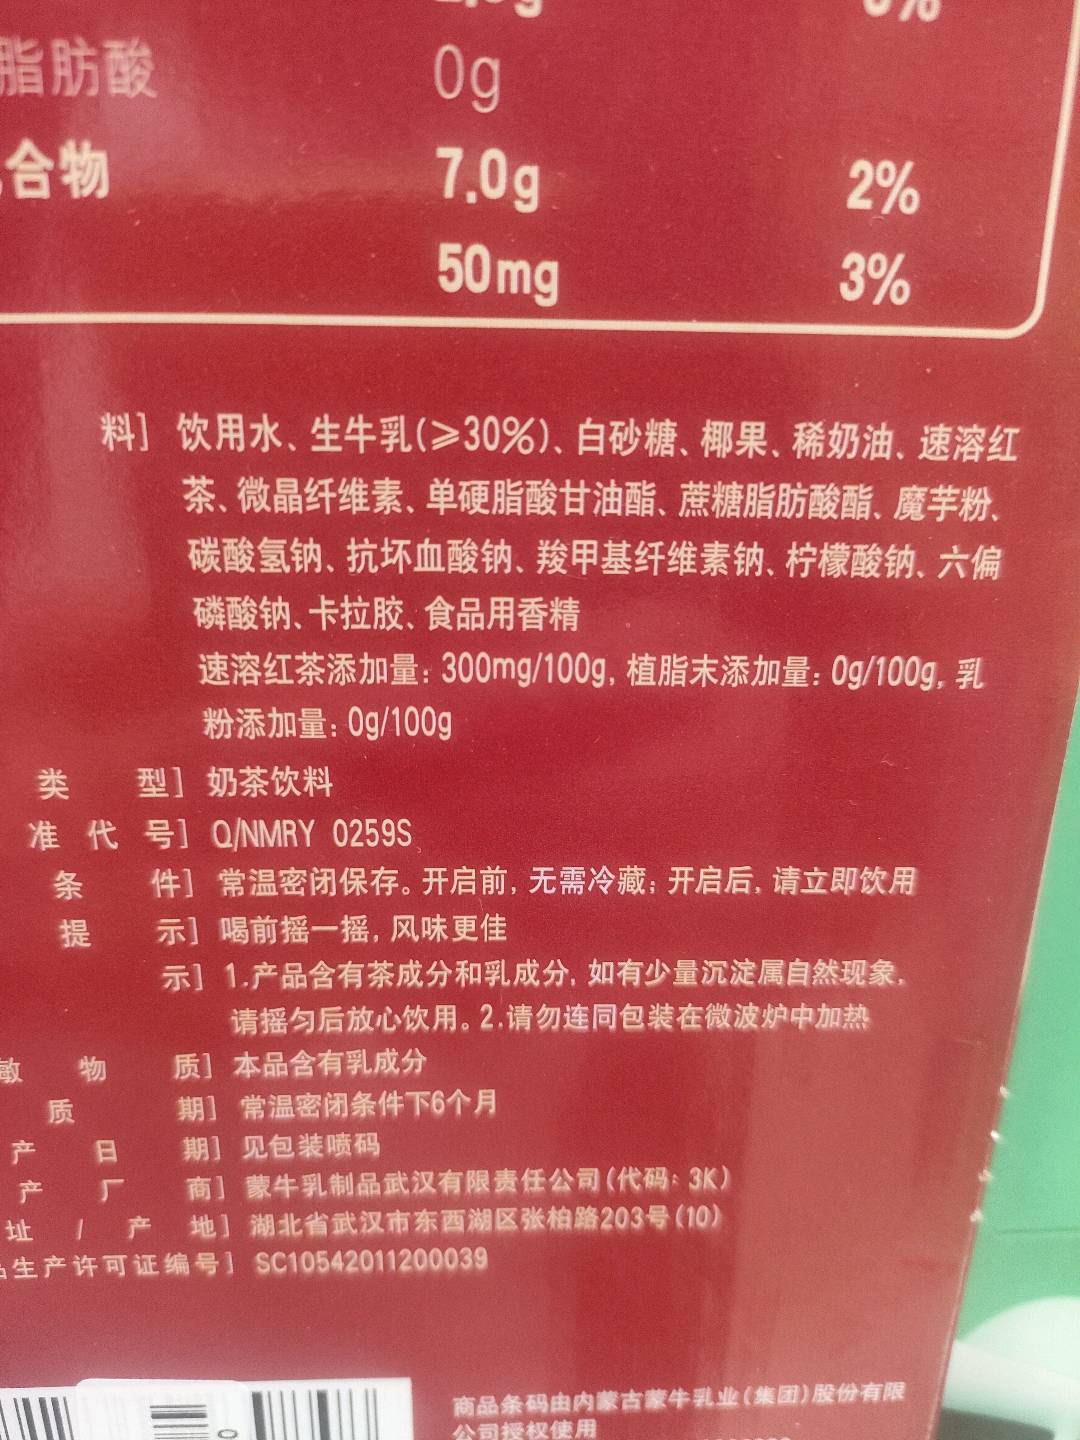 脂肪酸 0g
合物 7.0g 2%
50mg 3%
料] 饮用水、生牛乳(≥30%)、白砂糖、椰果、稀奶油、速溶红
茶、微晶纤维素、单硬脂酸甘油酯、蔗糖脂肪酸酯、魔芋粉、
碳酸氢钠、抗坏血酸钠、羧甲基纤维素钠、柠檬酸钠、六偏
磷酸钠、卡拉胶、食品用香精
速溶红茶添加量：300mg/100g，植脂末添加量：0g/100g，乳
粉添加量：0g/100g
类 型] 奶茶饮料
准 代 号] Q/NMRY 0259S
条 件] 常温密闭保存。开启前，无需冷藏；开启后，请立即饮用
提 示] 喝前摇一摇，风味更佳
示] 1.产品含有茶成分和乳成分，如有少量沉淀属自然现象，
请摇匀后放心饮用。2.请勿连同包装在微波炉中加热
敏 物 质] 本品含有乳成分
质 期] 常温密闭条件下6个月
产 日 期] 见包装喷码
产 厂 商] 蒙牛乳制品武汉有限责任公司(代码：3K)
址 / 产 地] 湖北省武汉市东西湖区张柏路203号(10)
品生产许可证编号] SC10542011200039
商品条码由内蒙古蒙牛乳业(集团)股份有限
公司授权使用